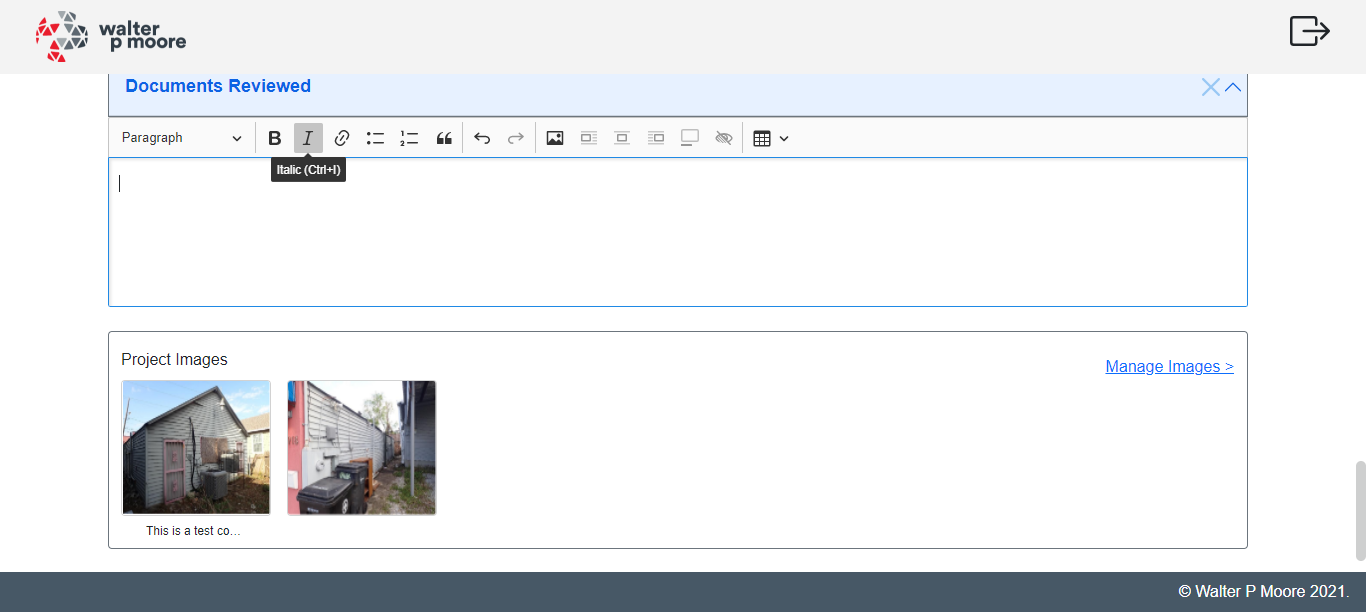 walter
p moore
Documents Reviewed
Paragraph
B
I
Italic (Ctrl+I)
Project Images
Manage Images >
This is a test co...
© Walter P Moore 2021.